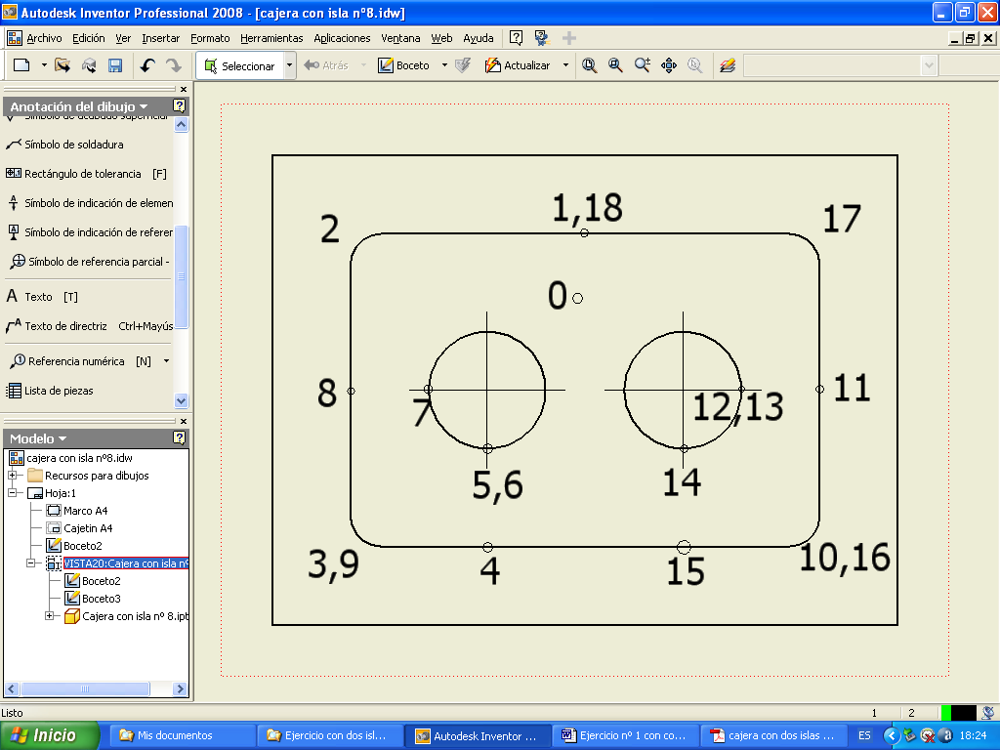 Autodesk Inventor Professional 2008 - [cajera con isla nº8.idw]
Archivo Edición Ver Insertar Formato Herramientas Aplicaciones Ventana Web Ayuda
Seleccionar Atrás Boceto Actualizar
Anotación del dibujo
Símbolo de acabado superficial
Símbolo de soldadura
Rectángulo de tolerancia [F]
Símbolo de indicación de elemen
Símbolo de indicación de referer
Símbolo de referencia parcial -
A Texto [T]
Texto de directriz Ctrl+Mayús
Referencia numérica [N]
Lista de piezas
Modelo
cajera con isla nº8.idw
Recursos para dibujos
Hoja:1
Marco A4
Cajetin A4
Boceto2
VISTA20:Cajera con isla nº
Boceto2
Boceto3
Cajera con isla nº 8.ipt
2
1,18
17
0
8
7
12,13
11
5,6
14
3,9
4
15
10,16
Listo
1 2
Inicio
Mis documentos
Ejercicio con dos isl...
Autodesk Inventor ...
Ejercicio nº 1 con co...
cajera con dos islas ...
ES
18:24